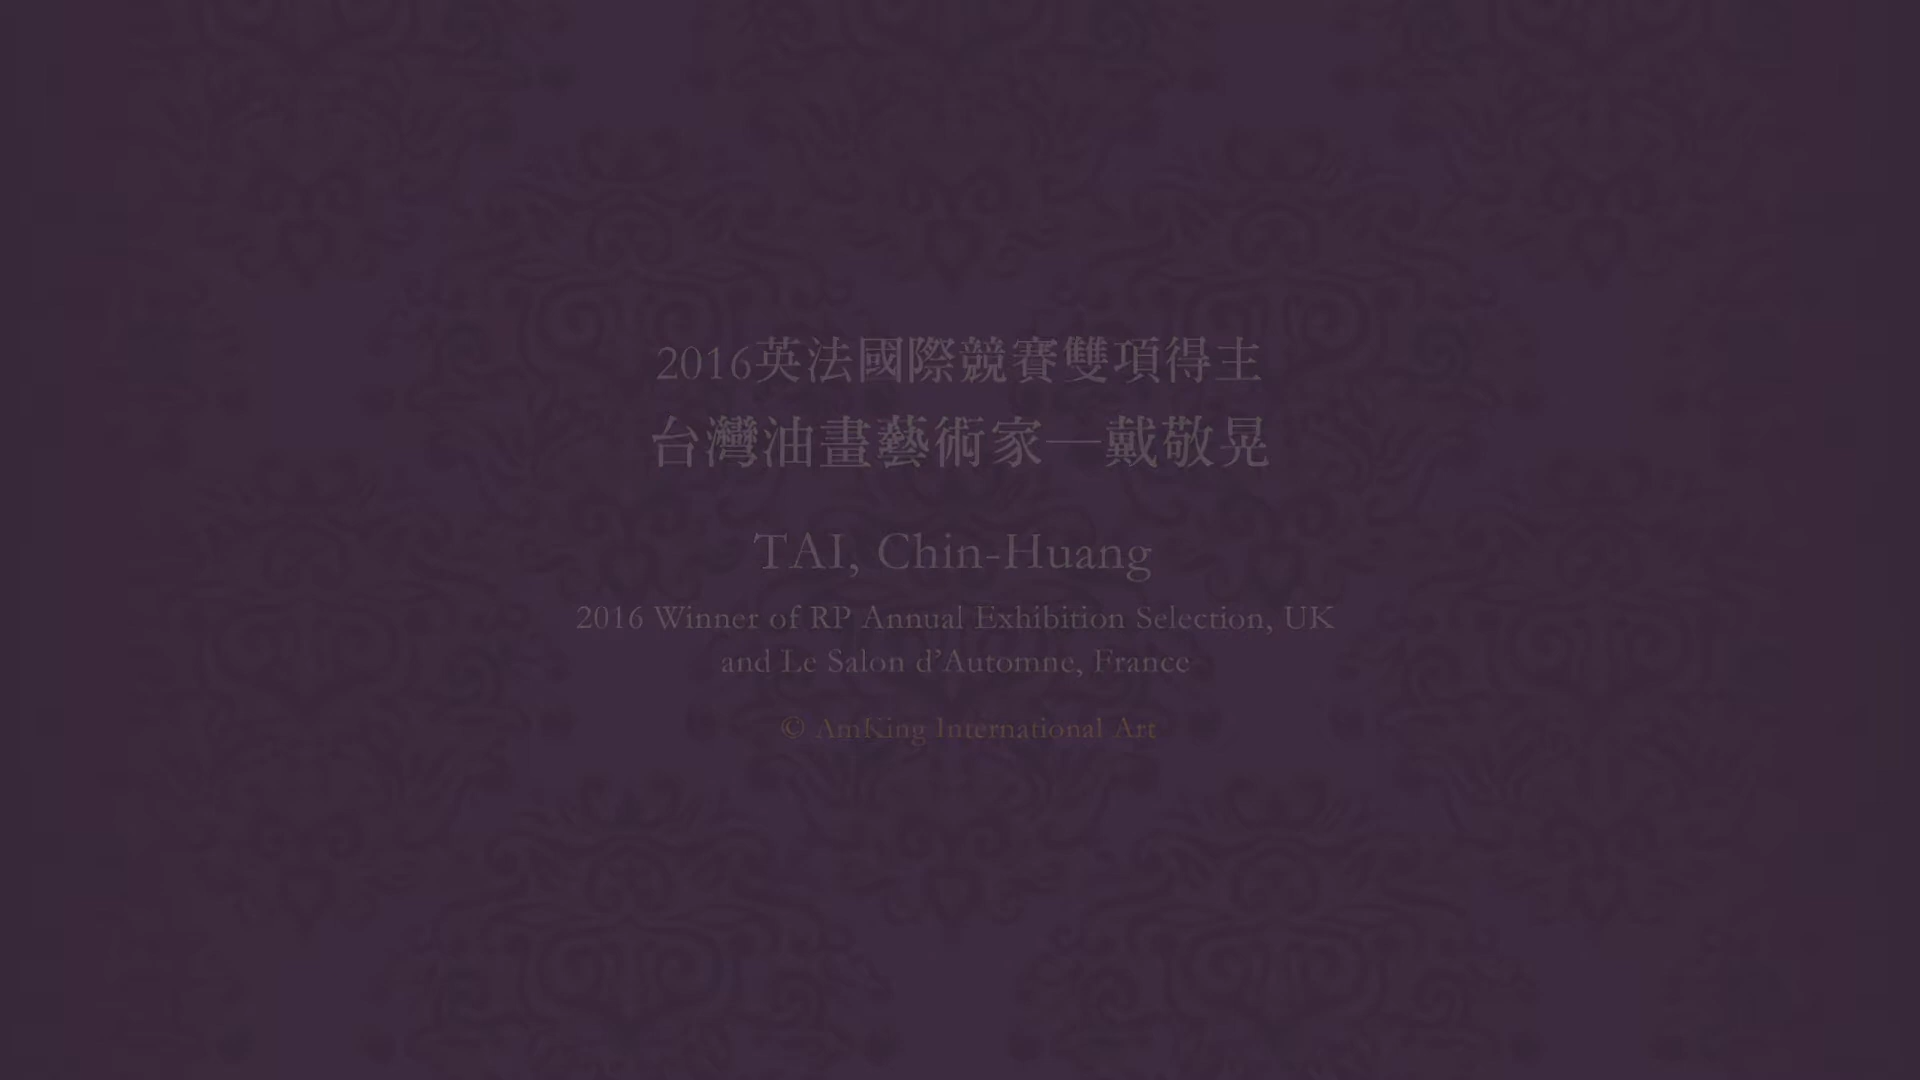 2016英法國際競賽雙項得主
台灣油畫藝術家—戴敬晃
TAI, Chin-Huang
2016 Winner of RP Annual Exhibition Selection, UK
and Le Salon d’Automne, France
© AmKing International Art